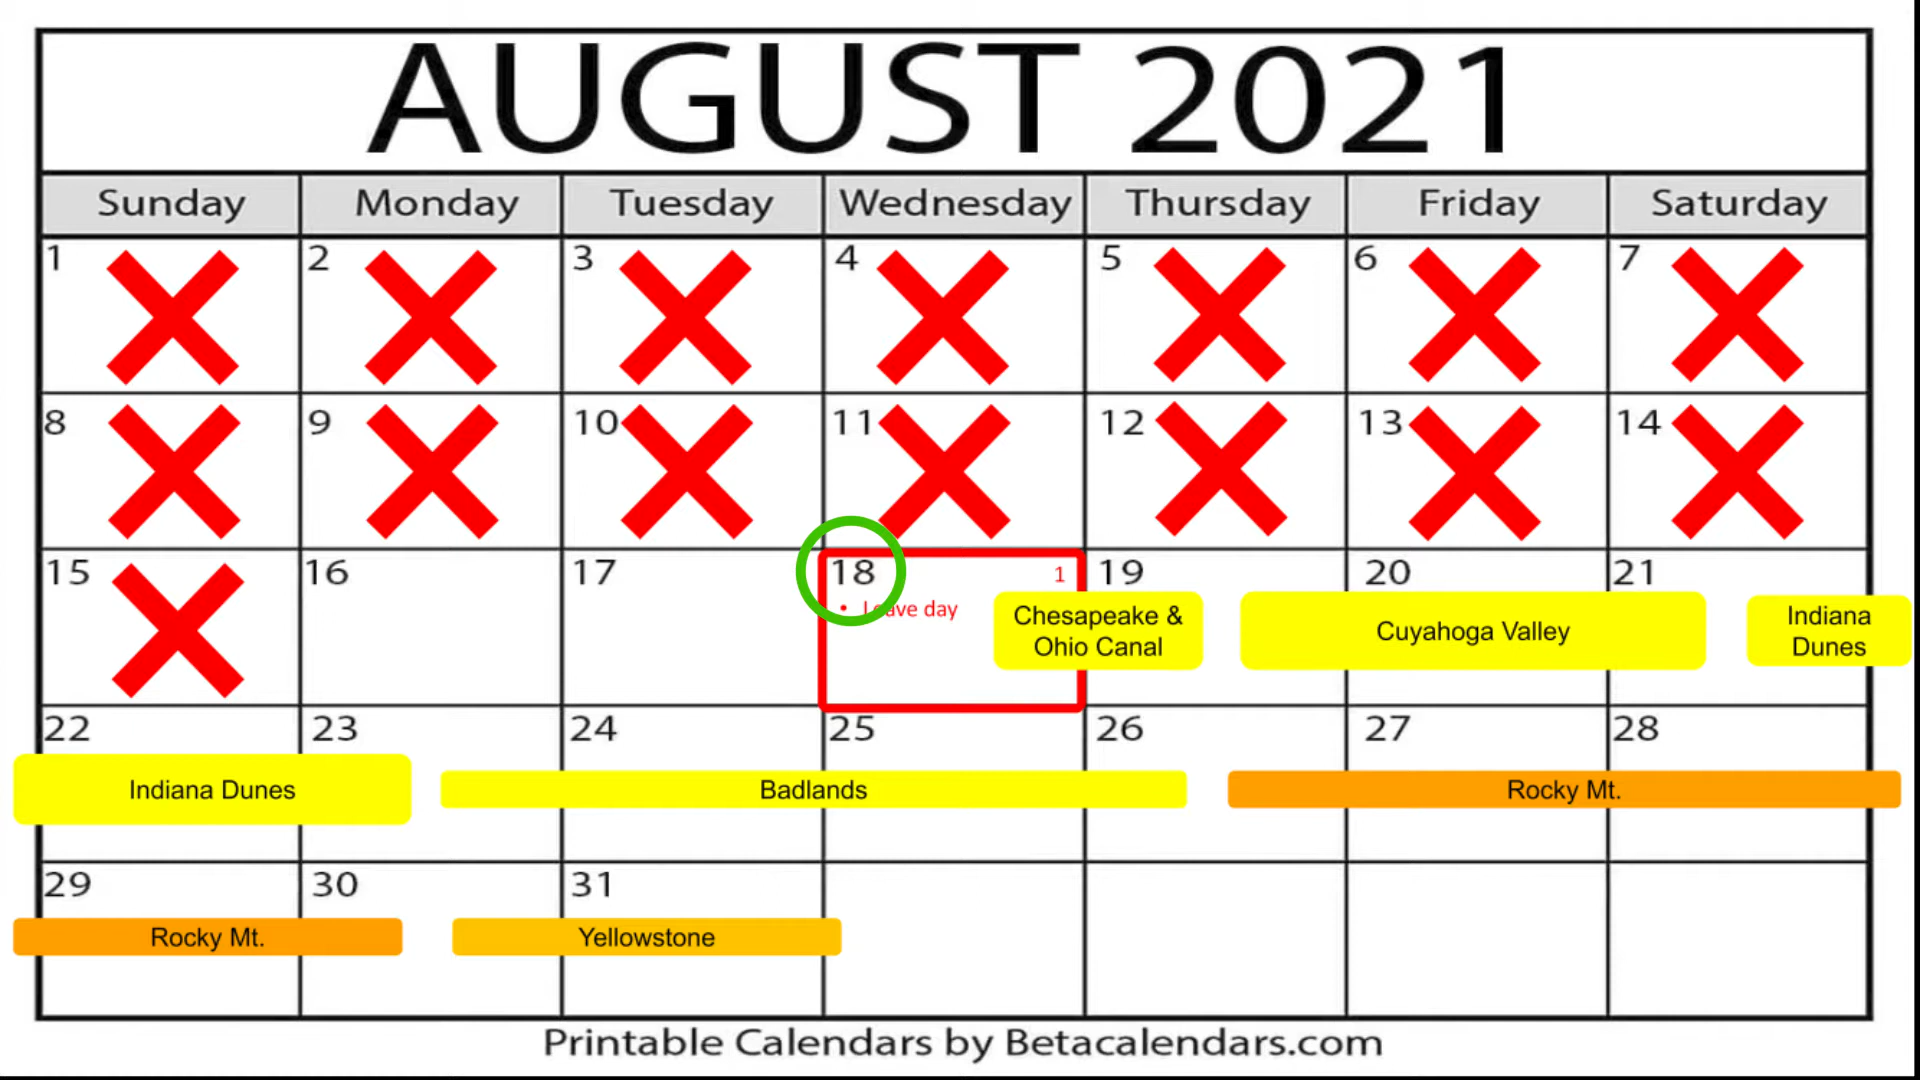 AUGUST 2021
Sunday Monday Tuesday Wednesday Thursday Friday Saturday
1 2 3 4 5 6 7
8 9 10 11 12 13 14
15 16 17 18 1 19 20 21
• Leave day
Chesapeake &
Ohio Canal
Cuyahoga Valley
Indiana
Dunes
22 23 24 25 26 27 28
Indiana Dunes Badlands Rocky Mt.
29 30 31
Rocky Mt. Yellowstone
Printable Calendars by Betacalendars.com